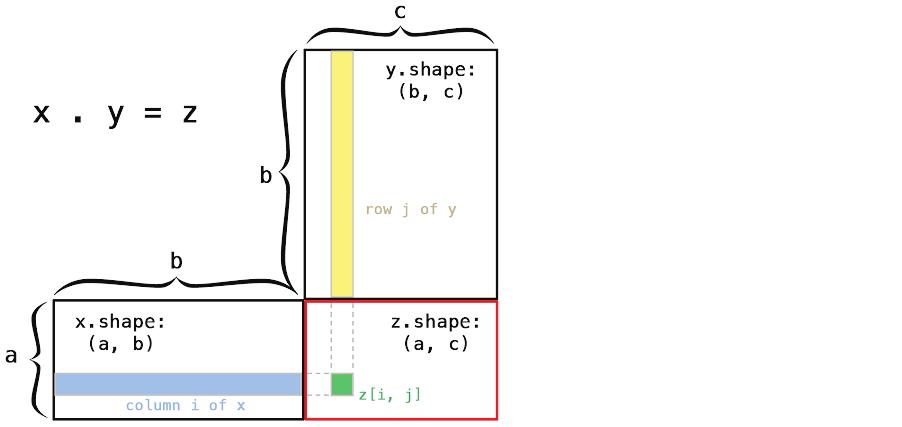 c
y.shape:
(b, c)
x . y = z
b
row j of y
b
x.shape:
(a, b)
z.shape:
(a, c)
a
z[i, j]
column i of x